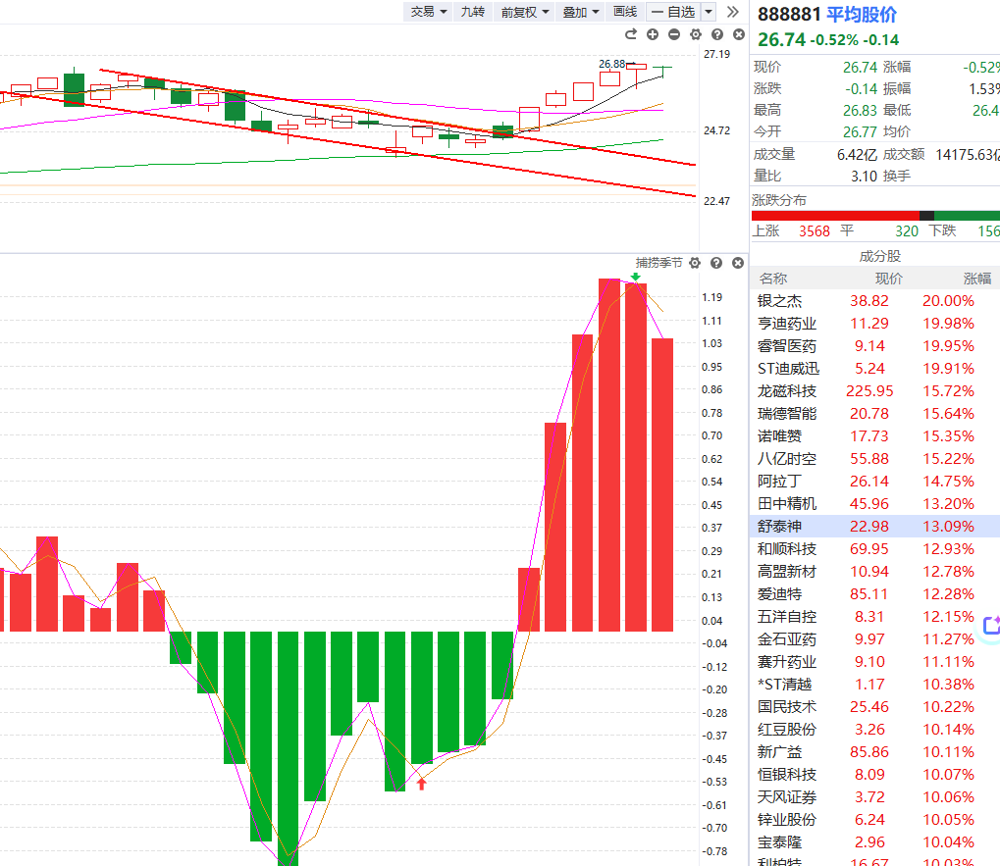 交易 九转 前复权 叠加 画线 一自选
888881 平均股价
26.74 -0.52% -0.14
现价 26.74 涨幅 -0.52%
涨跌 -0.14 振幅 1.53%
最高 26.83 最低 26.4
今开 26.77 均价
成交量 6.42亿 成交额 14175.63亿
量比 3.10 换手
涨跌分布
上涨 3568 平 320 下跌 156
成分股
名称 现价 涨幅
银之杰 38.82 20.00%
亨迪药业 11.29 19.98%
睿智医药 9.14 19.95%
ST迪威迅 5.24 19.91%
龙磁科技 225.95 15.72%
瑞德智能 20.78 15.64%
诺唯赞 17.73 15.35%
八亿时空 55.88 15.22%
阿拉丁 26.14 14.75%
田中精机 45.96 13.20%
舒泰神 22.98 13.09%
和顺科技 69.95 12.93%
高盟新材 10.94 12.78%
爱迪特 85.11 12.28%
五洋自控 8.31 12.15%
金石亚药 9.97 11.27%
赛升药业 9.10 11.11%
*ST清越 1.17 10.38%
国民技术 25.46 10.22%
红豆股份 3.26 10.14%
新广益 85.86 10.11%
恒银科技 8.09 10.07%
天风证券 3.72 10.06%
锌业股份 6.24 10.05%
宝泰隆 2.96 10.04%
利柏特 16.67 10.03%
26.88
27.19
24.72
22.47
捕捞季节
1.19
1.11
1.03
0.95
0.86
0.78
0.70
0.62
0.54
0.45
0.37
0.29
0.21
0.13
0.04
-0.04
-0.12
-0.20
-0.28
-0.37
-0.45
-0.53
-0.61
-0.70
-0.78